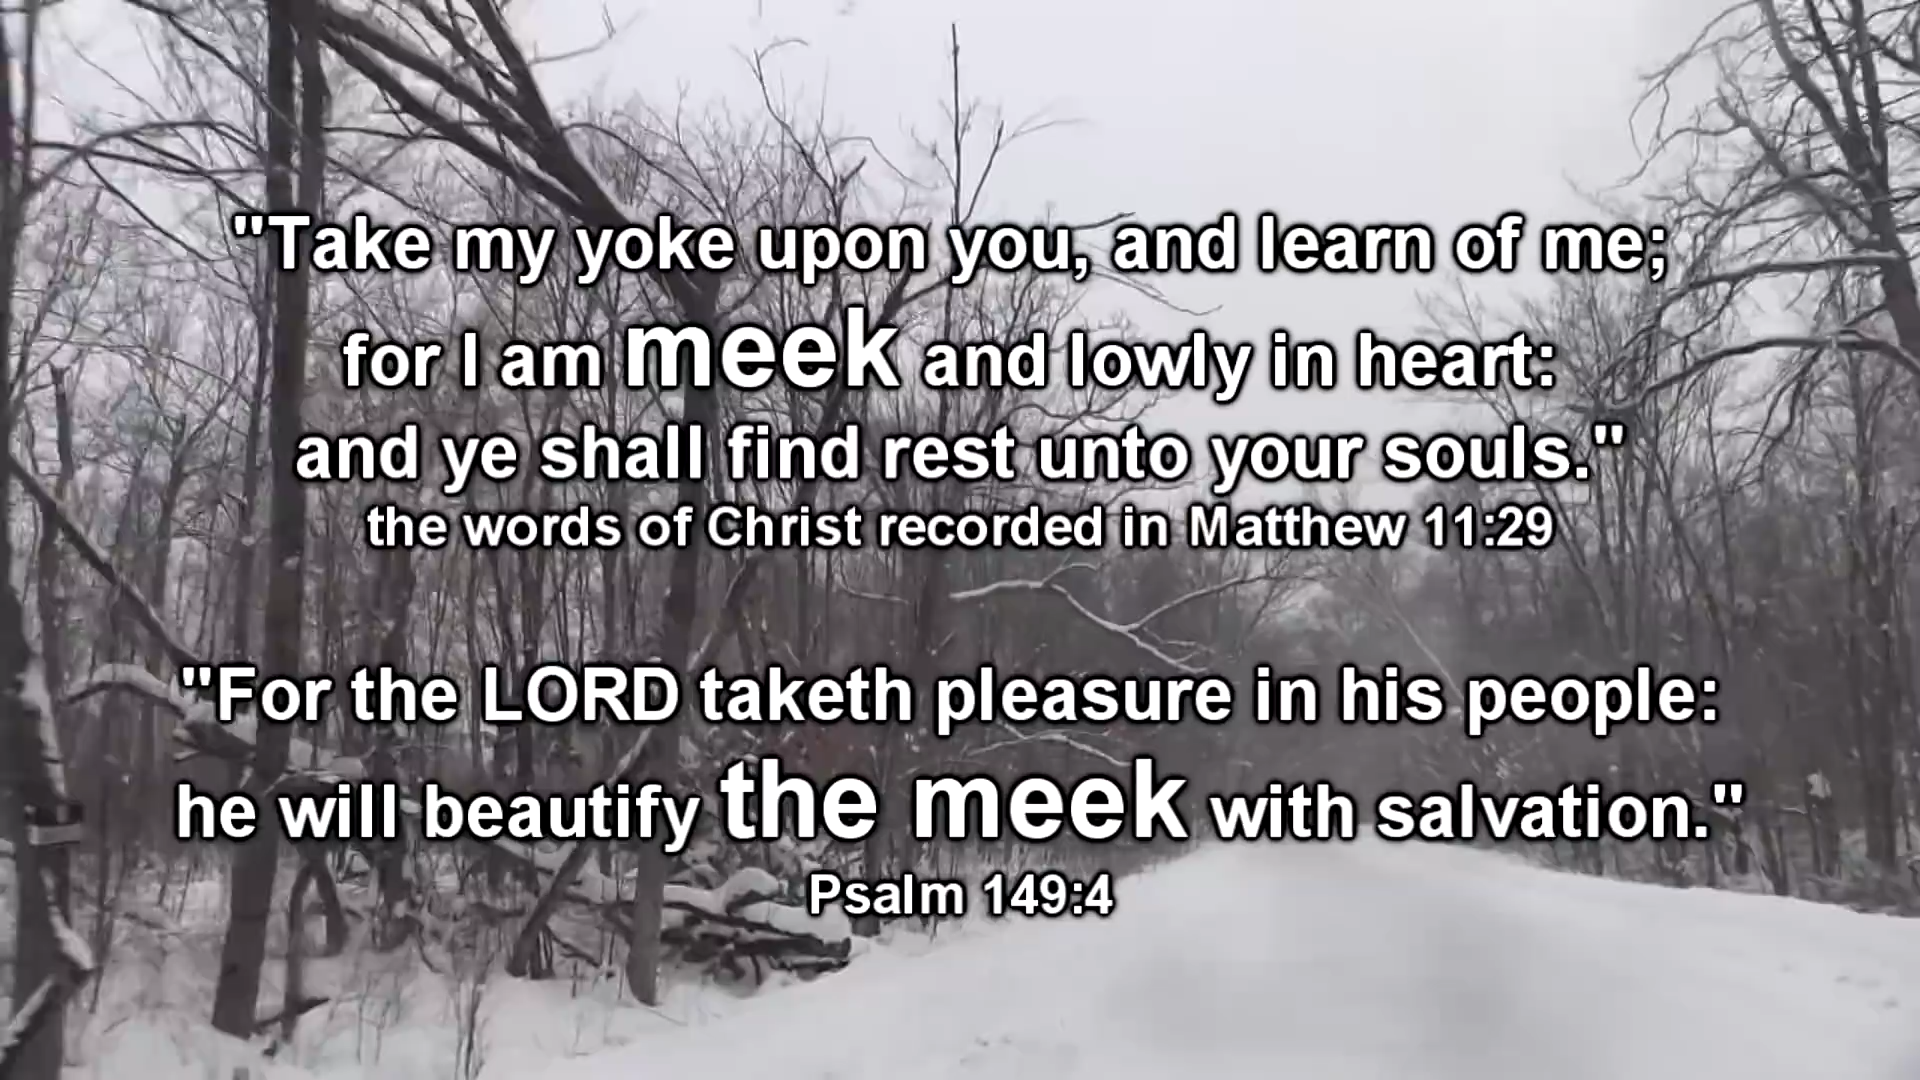 "Take my yoke upon you, and learn of me;
for I am meek and lowly in heart:
and ye shall find rest unto your souls."
the words of Christ recorded in Matthew 11:29
"For the LORD taketh pleasure in his people:
he will beautify the meek with salvation."
Psalm 149:4